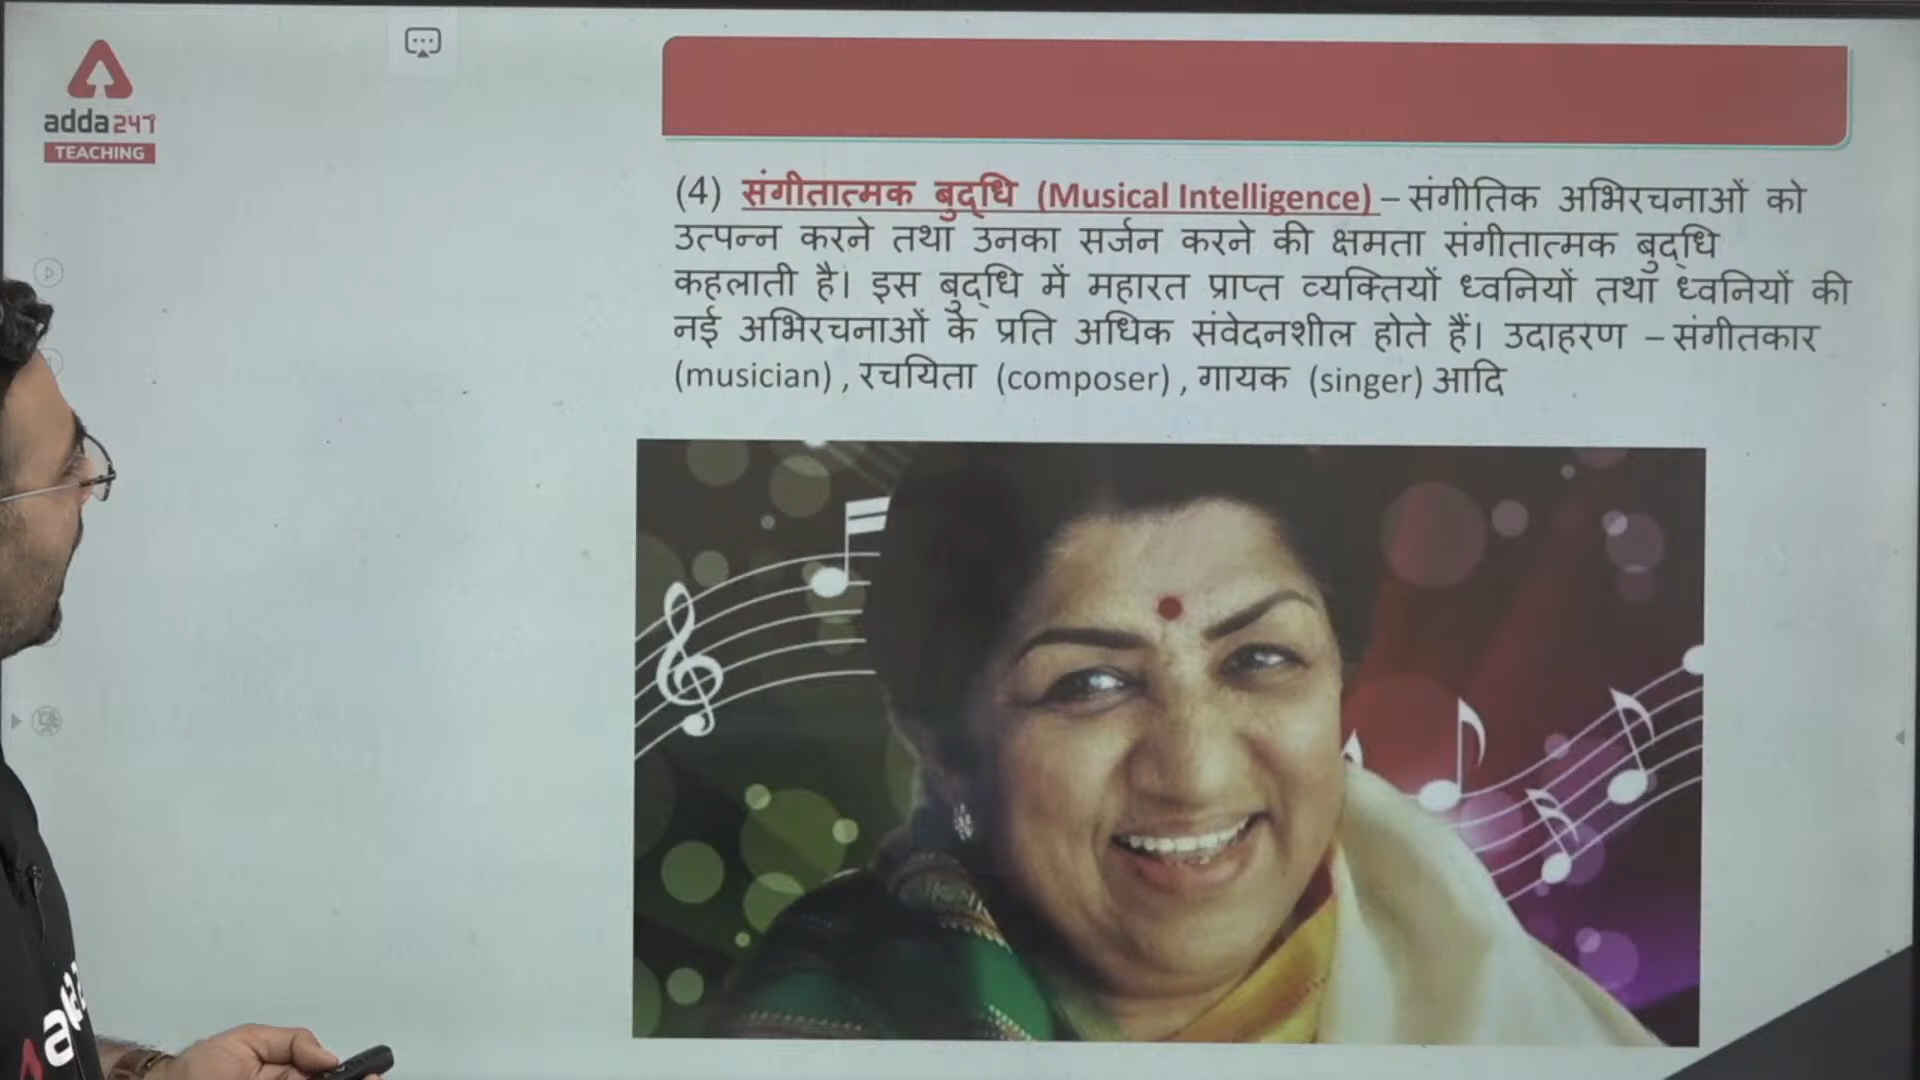 adda247
TEACHING
(4) संगीतात्मक बुद्धि (Musical Intelligence) – संगीतिक अभिरचनाओं को
उत्पन्न करने तथा उनका सर्जन करने की क्षमता संगीतात्मक बुद्धि
कहलाती है। इस बुद्धि में महारत प्राप्त व्यक्तियों ध्वनियों तथा ध्वनियों की
नई अभिरचनाओं के प्रति अधिक संवेदनशील होते हैं। उदाहरण – संगीतकार
(musician) , रचयिता (composer) , गायक (singer) आदि